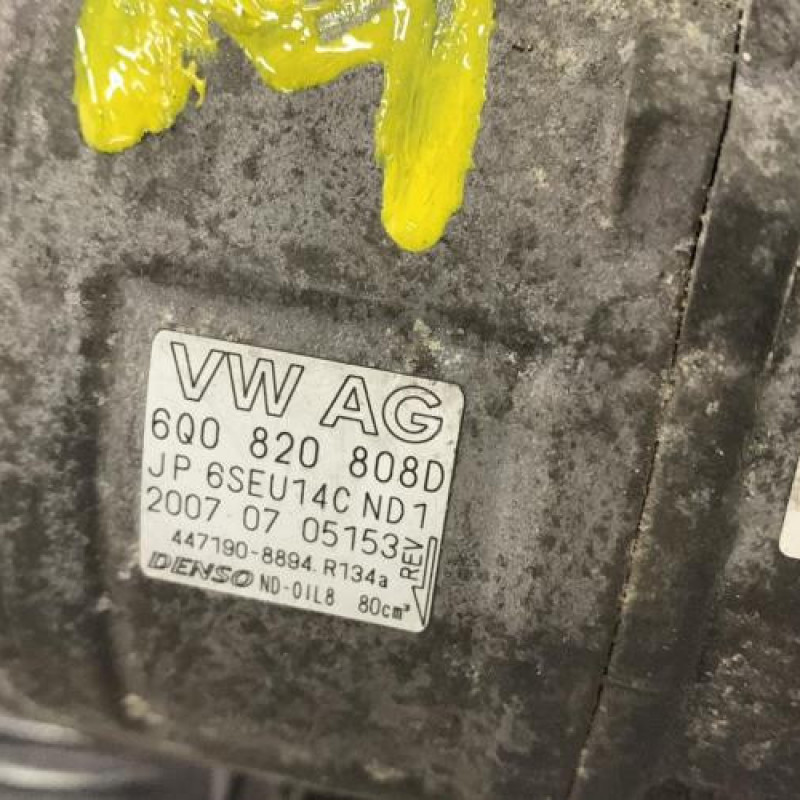 VW AG
6Q0 820 808D
JP 6SEU14C ND1
2007 07 05153
447190-8894 R134a
DENSO ND-OIL8 80cm³
REV